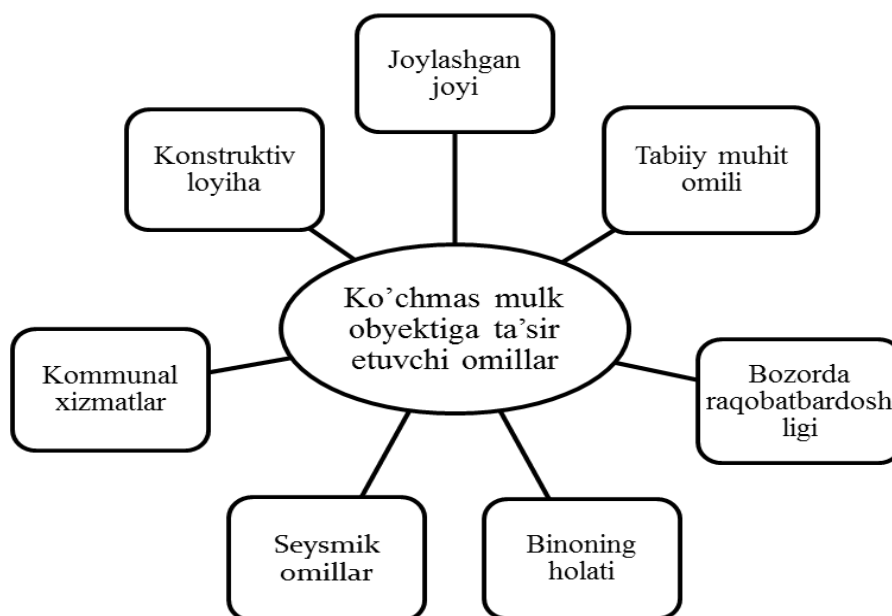 Joylashgan
joyi
Konstruktiv
loyiha
Tabiiy muhit
omili
Ko’chmas mulk
obyektiga ta’sir
etuvchi omillar
Kommunal
xizmatlar
Bozorda
raqobatbardosh
ligi
Seysmik
omillar
Binoning
holati